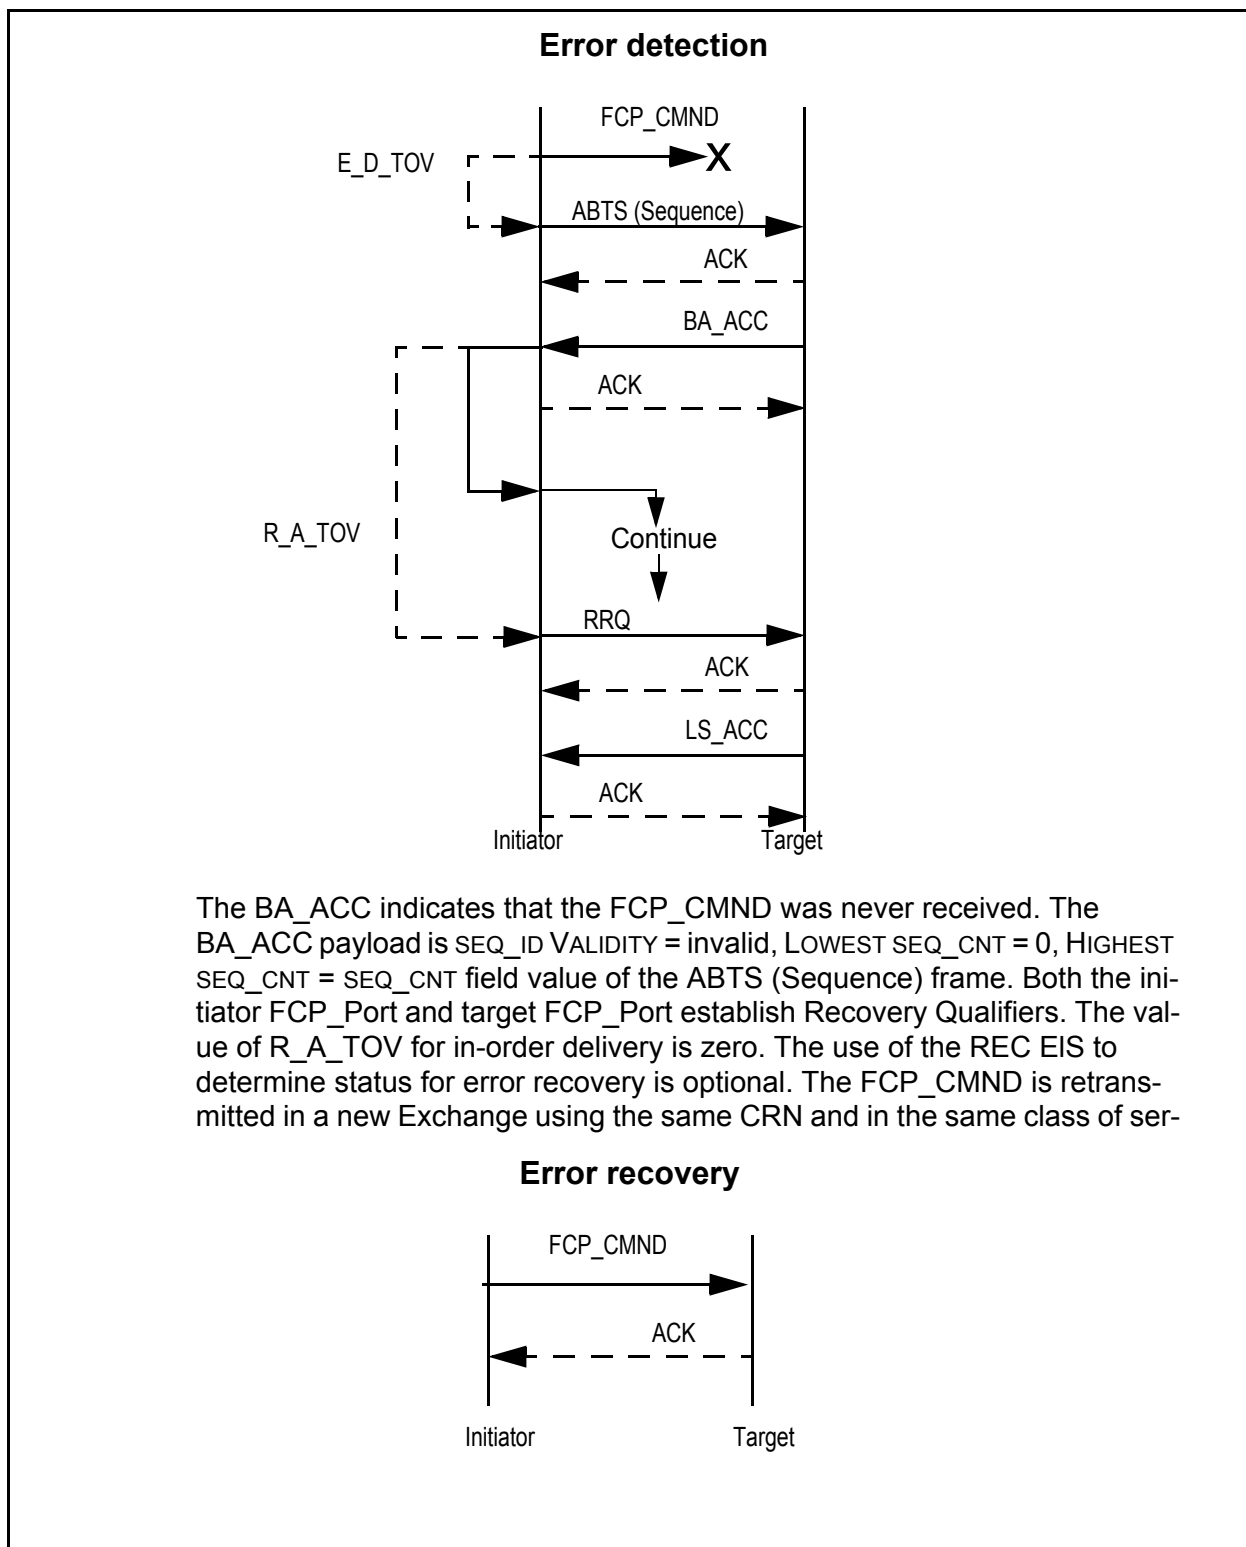 Error detection
FCP_CMND
E_D_TOV
X
ABTS (Sequence)
ACK
BA_ACC
ACK
R_A_TOV
Continue
RRQ
ACK
LS_ACC
ACK
Initiator
Target
The BA_ACC indicates that the FCP_CMND was never received. The
BA_ACC payload is SEQ_ID VALIDITY = invalid, LOWEST SEQ_CNT = 0, HIGHEST
SEQ_CNT = SEQ_CNT field value of the ABTS (Sequence) frame. Both the ini-
tiator FCP_Port and target FCP_Port establish Recovery Qualifiers. The val-
ue of R_A_TOV for in-order delivery is zero. The use of the REC ElS to
determine status for error recovery is optional. The FCP_CMND is retrans-
mitted in a new Exchange using the same CRN and in the same class of ser-
Error recovery
FCP_CMND
ACK
Initiator
Target